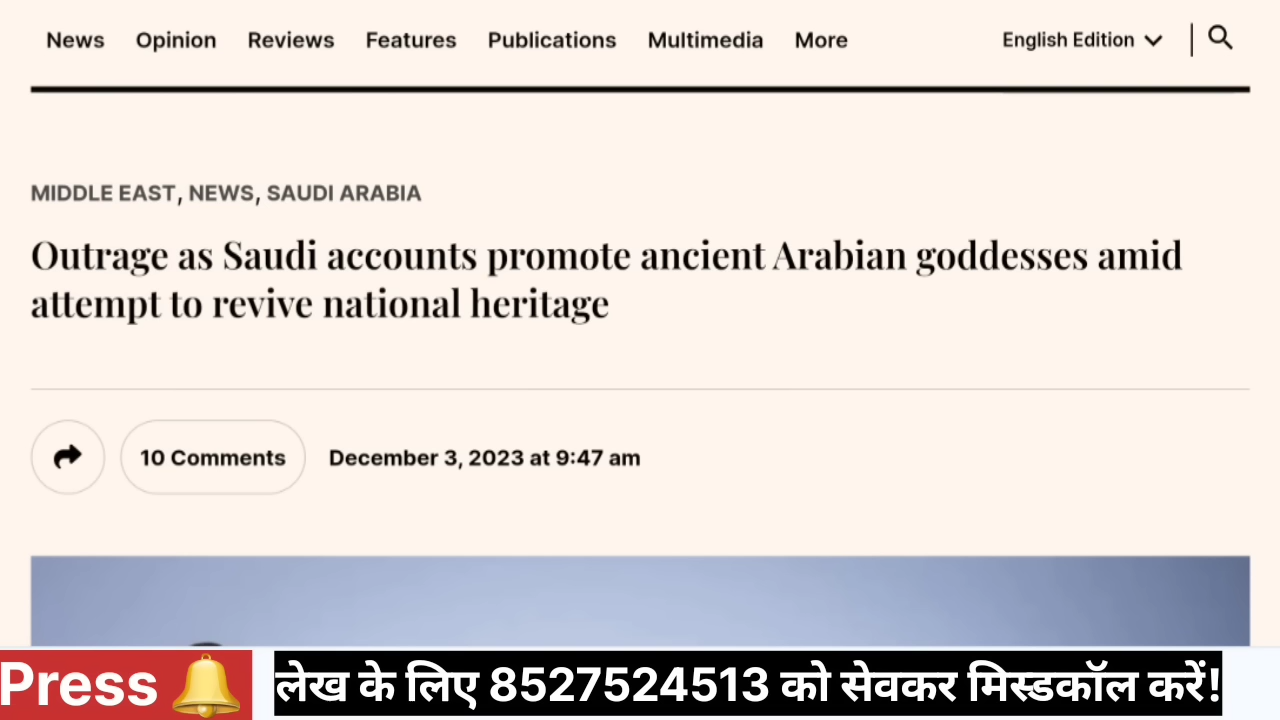 News Opinion Reviews Features Publications Multimedia More English Edition
MIDDLE EAST, NEWS, SAUDI ARABIA
Outrage as Saudi accounts promote ancient Arabian goddesses amid
attempt to revive national heritage
10 Comments December 3, 2023 at 9:47 am
Press 🔔 लेख के लिए 8527524513 को सेवकर मिस्डकॉल करें!